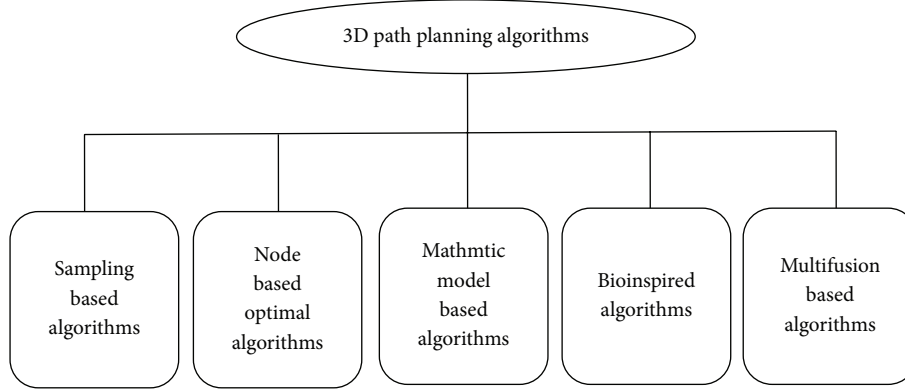 3D path planning algorithms
Sampling
based
algorithms
Node
based
optimal
algorithms
Mathmtic
model
based
algorithms
Bioinspired
algorithms
Multifusion
based
algorithms